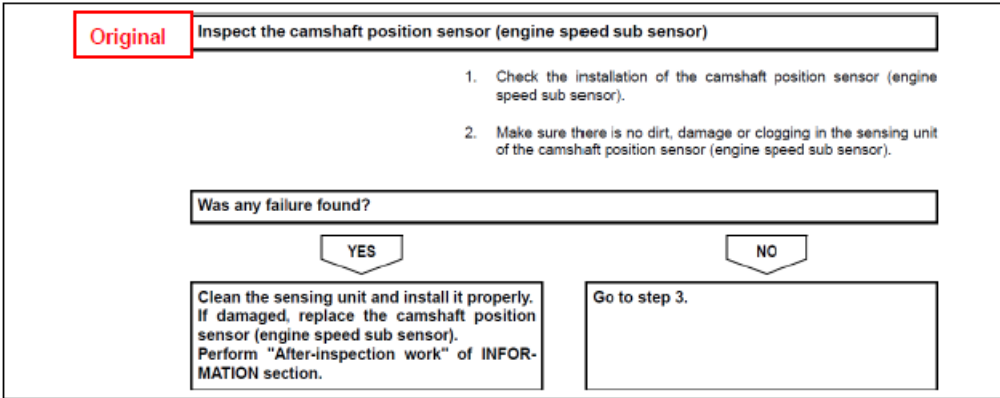 Original
Inspect the camshaft position sensor (engine speed sub sensor)
1. Check the installation of the camshaft position sensor (engine
speed sub sensor).
2. Make sure there is no dirt, damage or clogging in the sensing unit
of the camshaft position sensor (engine speed sub sensor).
Was any failure found?
YES
NO
Clean the sensing unit and install it properly.
If damaged, replace the camshaft position
sensor (engine speed sub sensor).
Perform "After-inspection work" of INFOR-
MATION section.
Go to step 3.